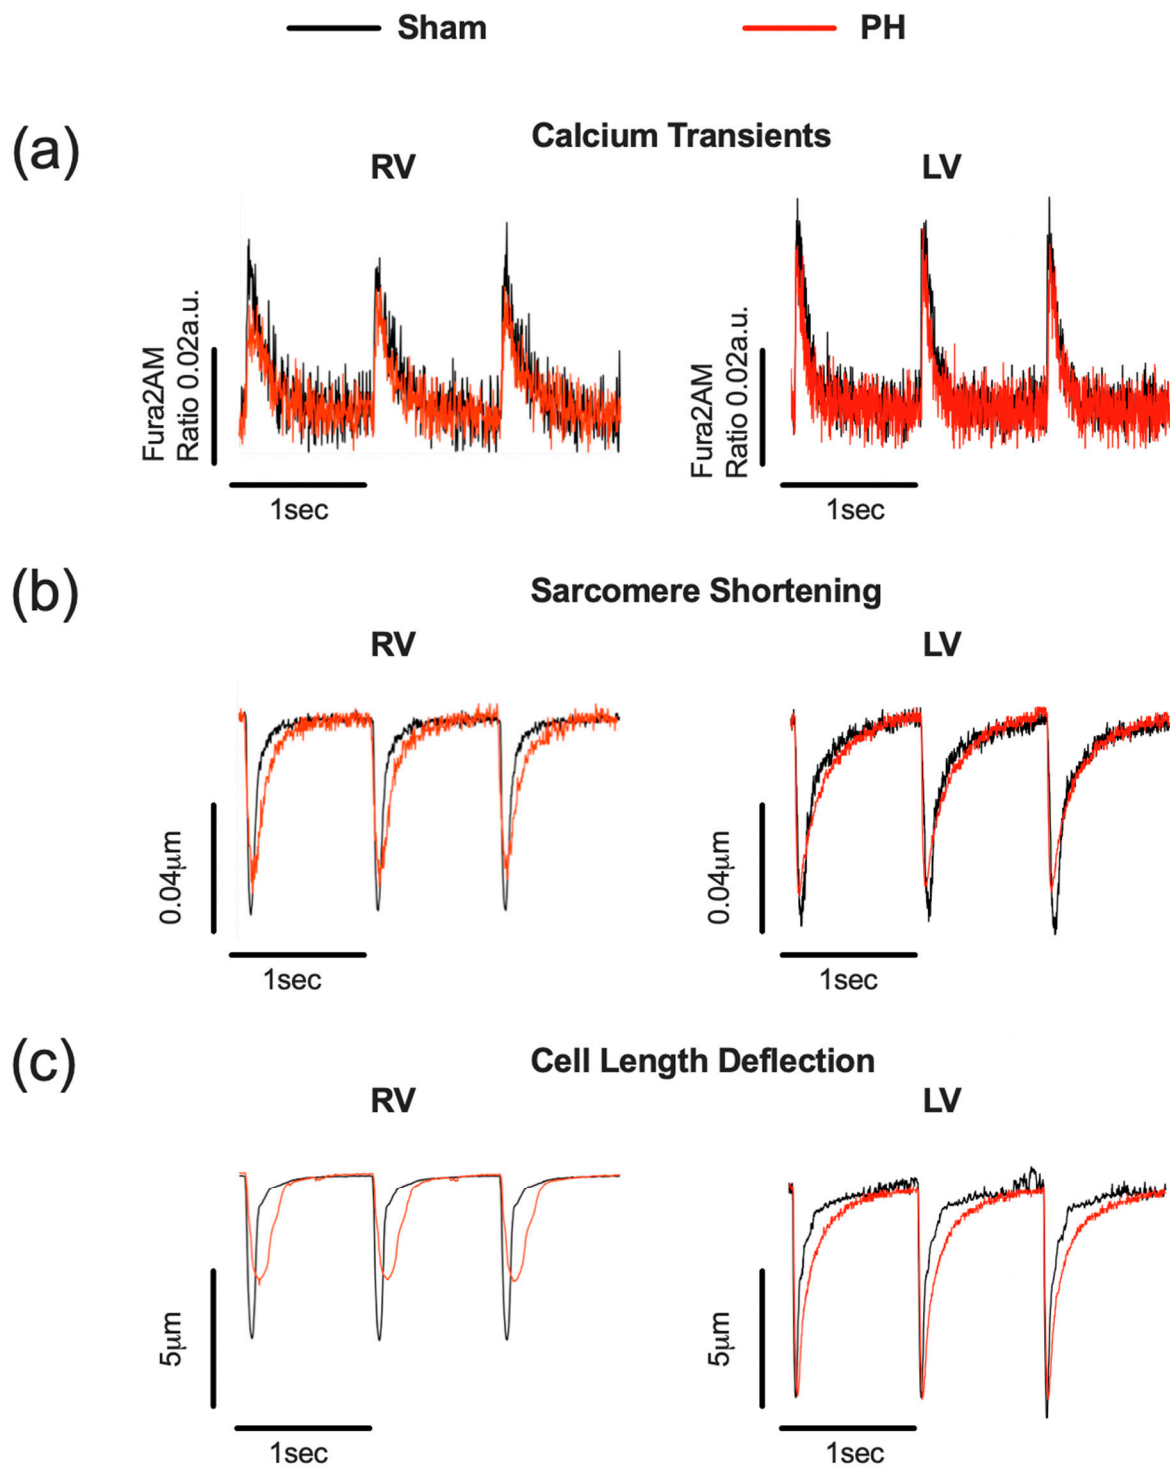 Sham PH
(a)
Calcium Transients
RV LV
Fura2AM
Ratio 0.02a.u.
Fura2AM
Ratio 0.02a.u.
1sec 1sec
(b)
Sarcomere Shortening
RV LV
0.04μm 0.04μm
1sec 1sec
(c)
Cell Length Deflection
RV LV
5μm 5μm
1sec 1sec